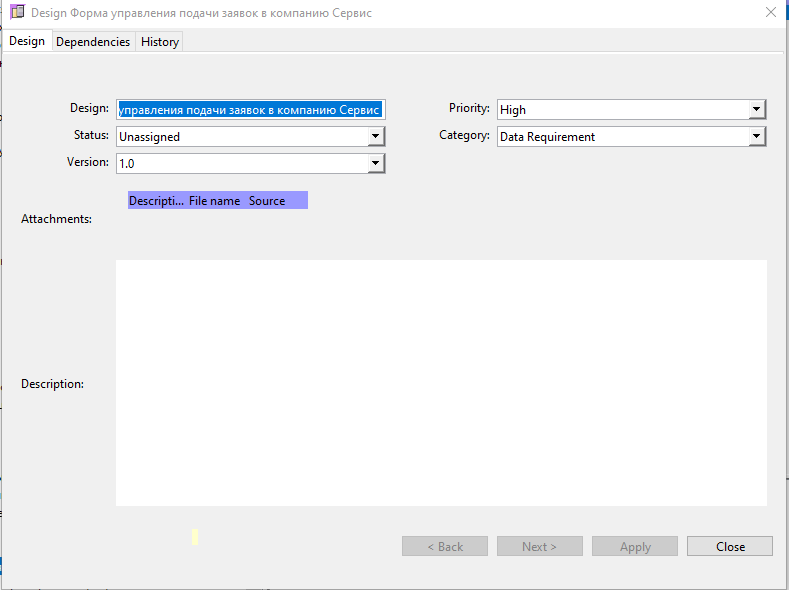 Design Форма управления подачи заявок в компанию Сервис
Design Dependencies History
Design: управления подачи заявок в компанию Сервис Priority: High
Status: Unassigned Category: Data Requirement
Version: 1.0
Descripti... File name Source
Attachments:
Description:
< Back Next > Apply Close